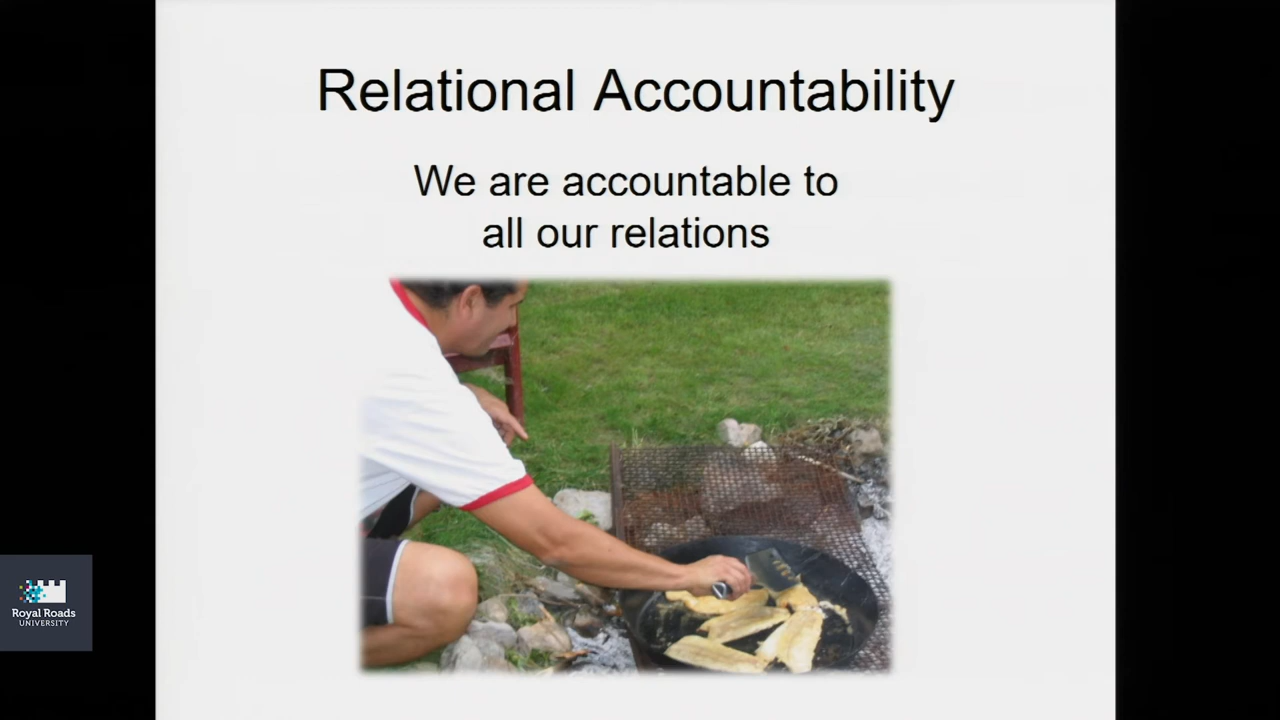 Relational Accountability
We are accountable to
all our relations
Royal Roads
UNIVERSITY